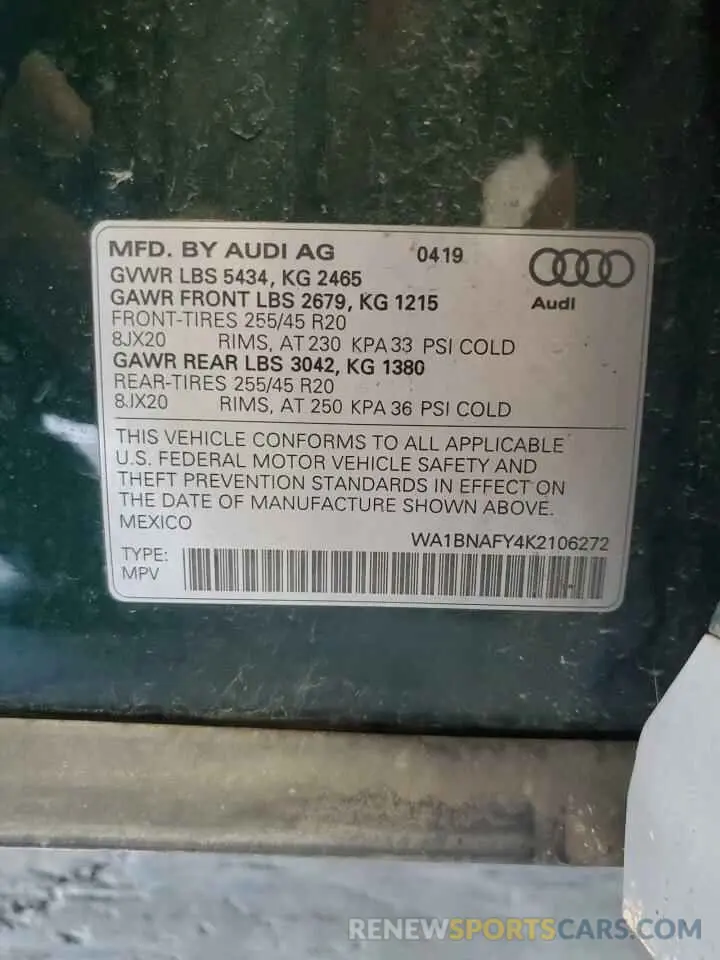 MFD. BY AUDI AG 0419
GVWR LBS 5434, KG 2465
GAWR FRONT LBS 2679, KG 1215
Audi
FRONT-TIRES 255/45 R20
8JX20 RIMS, AT 230 KPA 33 PSI COLD
GAWR REAR LBS 3042, KG 1380
REAR-TIRES 255/45 R20
8JX20 RIMS, AT 250 KPA 36 PSI COLD
THIS VEHICLE CONFORMS TO ALL APPLICABLE
U.S. FEDERAL MOTOR VEHICLE SAFETY AND
THEFT PREVENTION STANDARDS IN EFFECT ON
THE DATE OF MANUFACTURE SHOWN ABOVE.
MEXICO
WA1BNAFY4K2106272
TYPE:
MPV
RENEWSPORTSCARS.COM